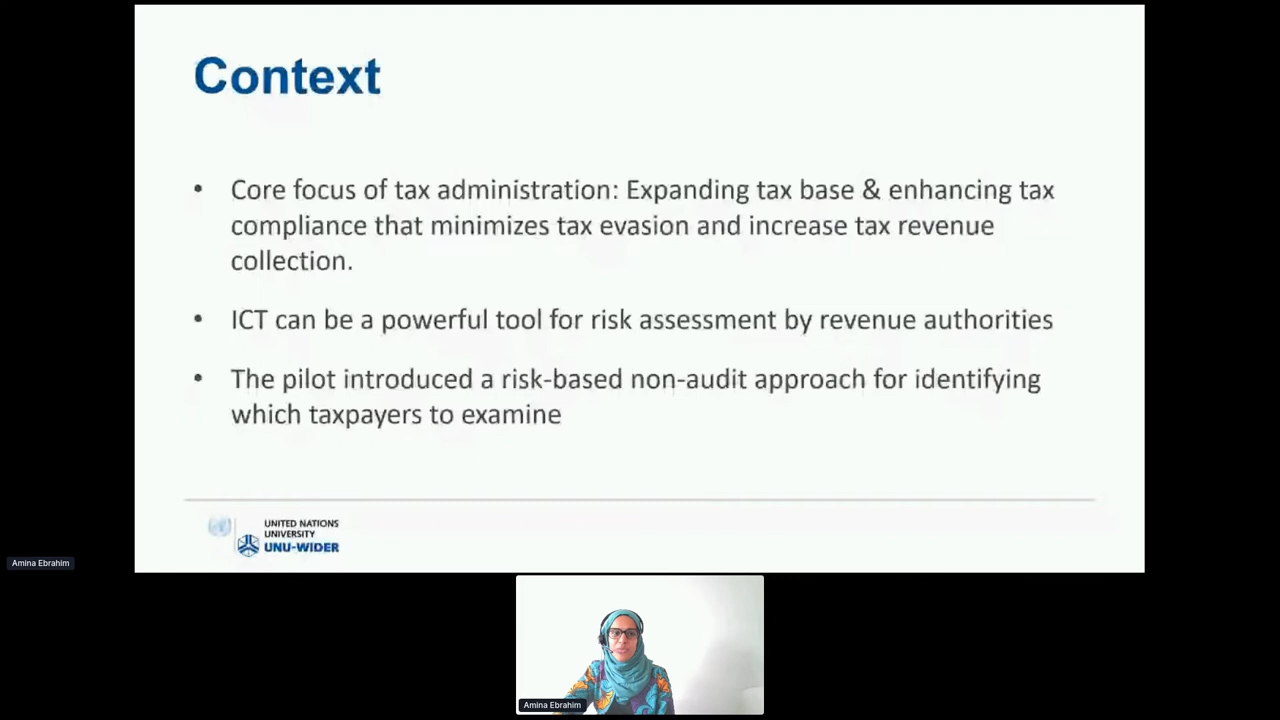 Context
• Core focus of tax administration: Expanding tax base & enhancing tax
compliance that minimizes tax evasion and increase tax revenue
collection.
• ICT can be a powerful tool for risk assessment by revenue authorities
• The pilot introduced a risk-based non-audit approach for identifying
which taxpayers to examine
UNITED NATIONS
UNIVERSITY
UNU-WIDER
Amina Ebrahim
Amina Ebrahim